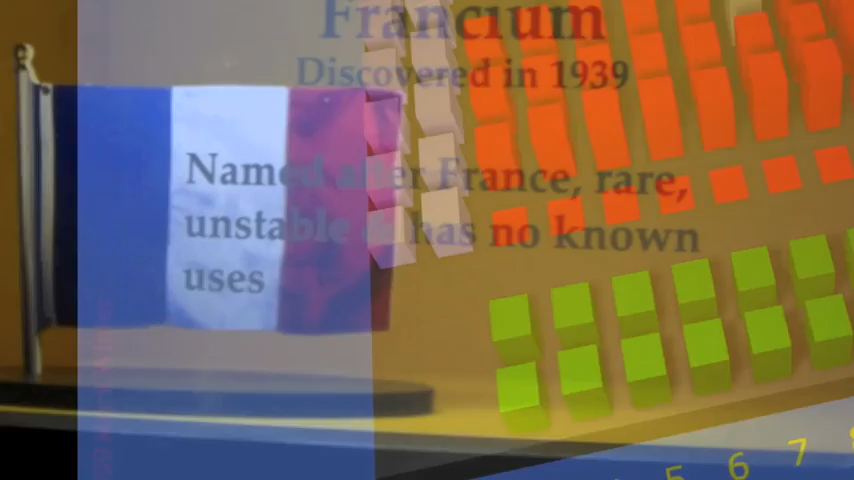 Francium
Discovered in 1939
Named after France, rare,
unstable & has no known
uses
5 6 7